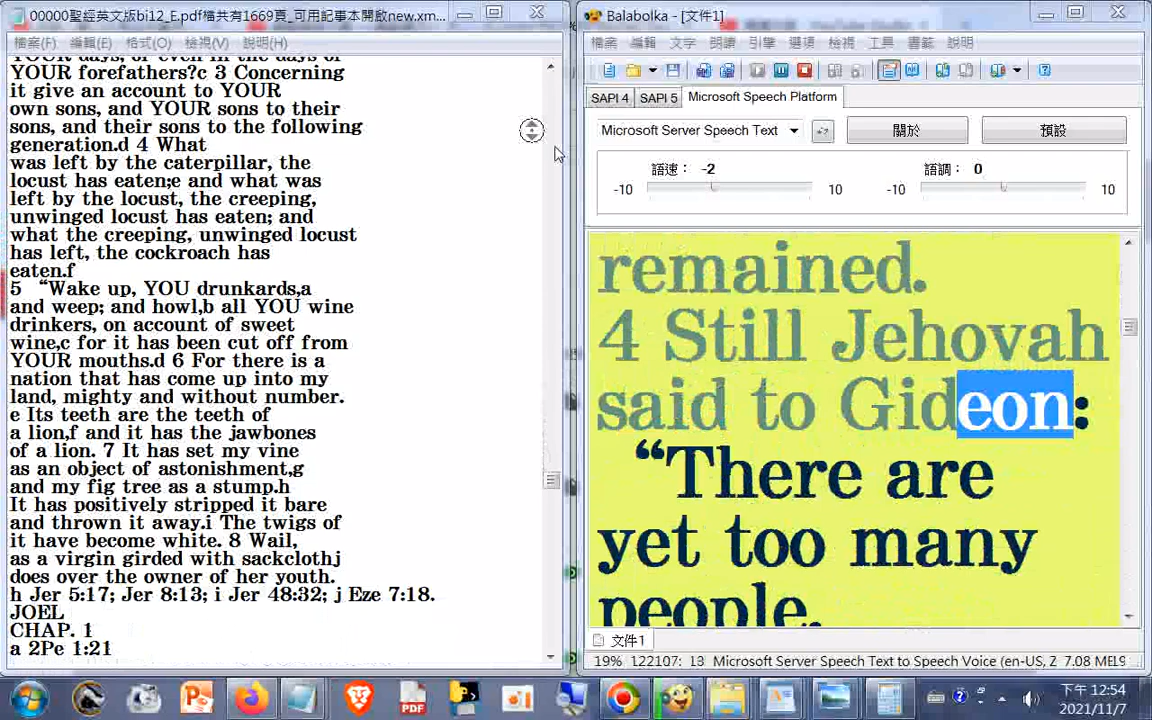 00000聖經英文版bi12_E.pdf檔共有1669頁_可用記事本開啟new.xm...
檔案(F) 編輯(E) 格式(O) 檢視(V) 說明(H)
YOUR days, or even in the days of
YOUR forefathers?c 3 Concerning
it give an account to YOUR
own sons, and YOUR sons to their
sons, and their sons to the following
generation.d 4 What
was left by the caterpillar, the
locust has eaten;e and what was
left by the locust, the creeping,
unwinged locust has eaten; and
what the creeping, unwinged locust
has left, the cockroach has
eaten.f
5 “Wake up, YOU drunkards,a
and weep; and howl,b all YOU wine
drinkers, on account of sweet
wine,c for it has been cut off from
YOUR mouths.d 6 For there is a
nation that has come up into my
land, mighty and without number.
e Its teeth are the teeth of
a lion,f and it has the jawbones
of a lion. 7 It has set my vine
as an object of astonishment,g
and my fig tree as a stump.h
It has positively stripped it bare
and thrown it away.i The twigs of
it have become white. 8 Wail,
as a virgin girded with sackclothj
does over the owner of her youth.
h Jer 5:17; Jer 8:13; i Jer 48:32; j Eze 7:18.
JOEL
CHAP. 1
a 2Pe 1:21
Balabolka - [文件1]
檔案 編輯 文字 朗讀 引擎 選項 檢視 工具 書籤 說明
SAPI 4 SAPI 5 Microsoft Speech Platform
Microsoft Server Speech Text 關於 預設
語速： -2 語調： 0
-10 10 -10 10
remained.
4 Still Jehovah
said to Gideon:
“There are
yet too many
people.
文件1
19% 122107: 13 Microsoft Server Speech Text to Speech Voice (en-US, Z 7.08 ME
下午 12:54
2021/11/7